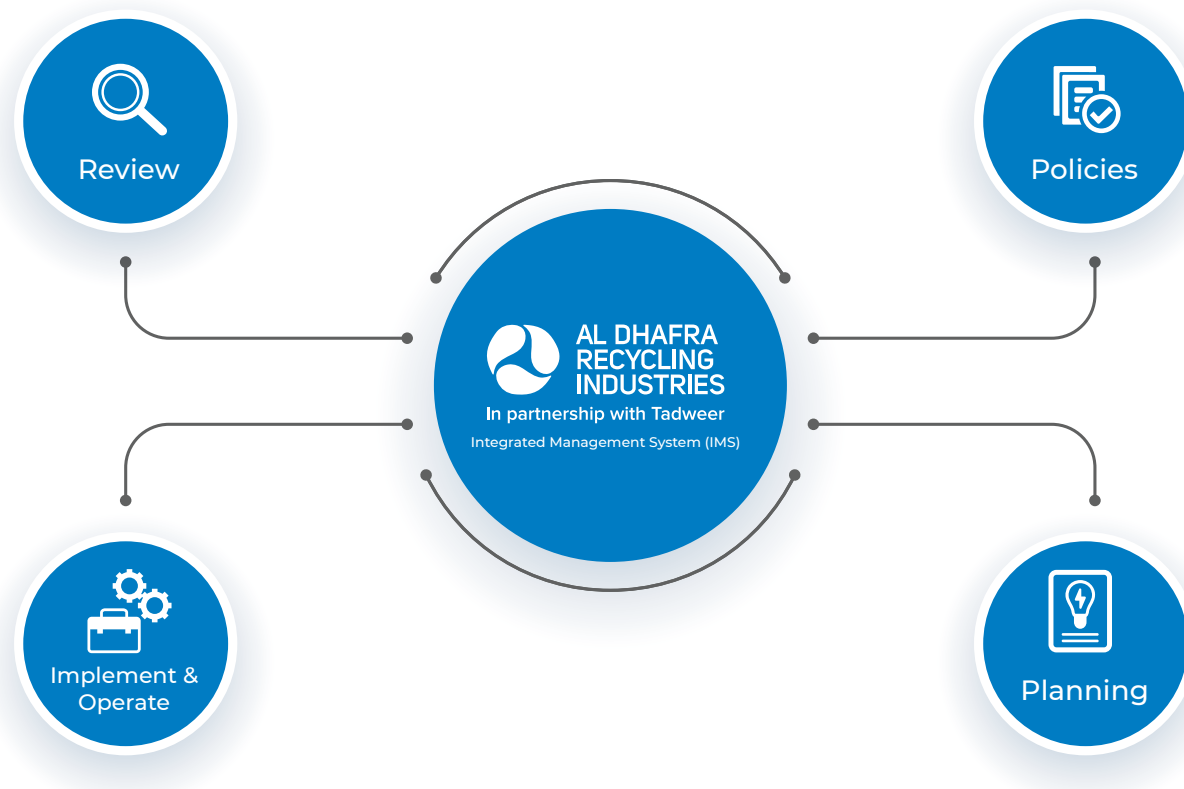 Review
Policies
AL DHAFRA
RECYCLING
INDUSTRIES
In partnership with Tadweer
Integrated Management System (IMS)
Implement &
Operate
Planning